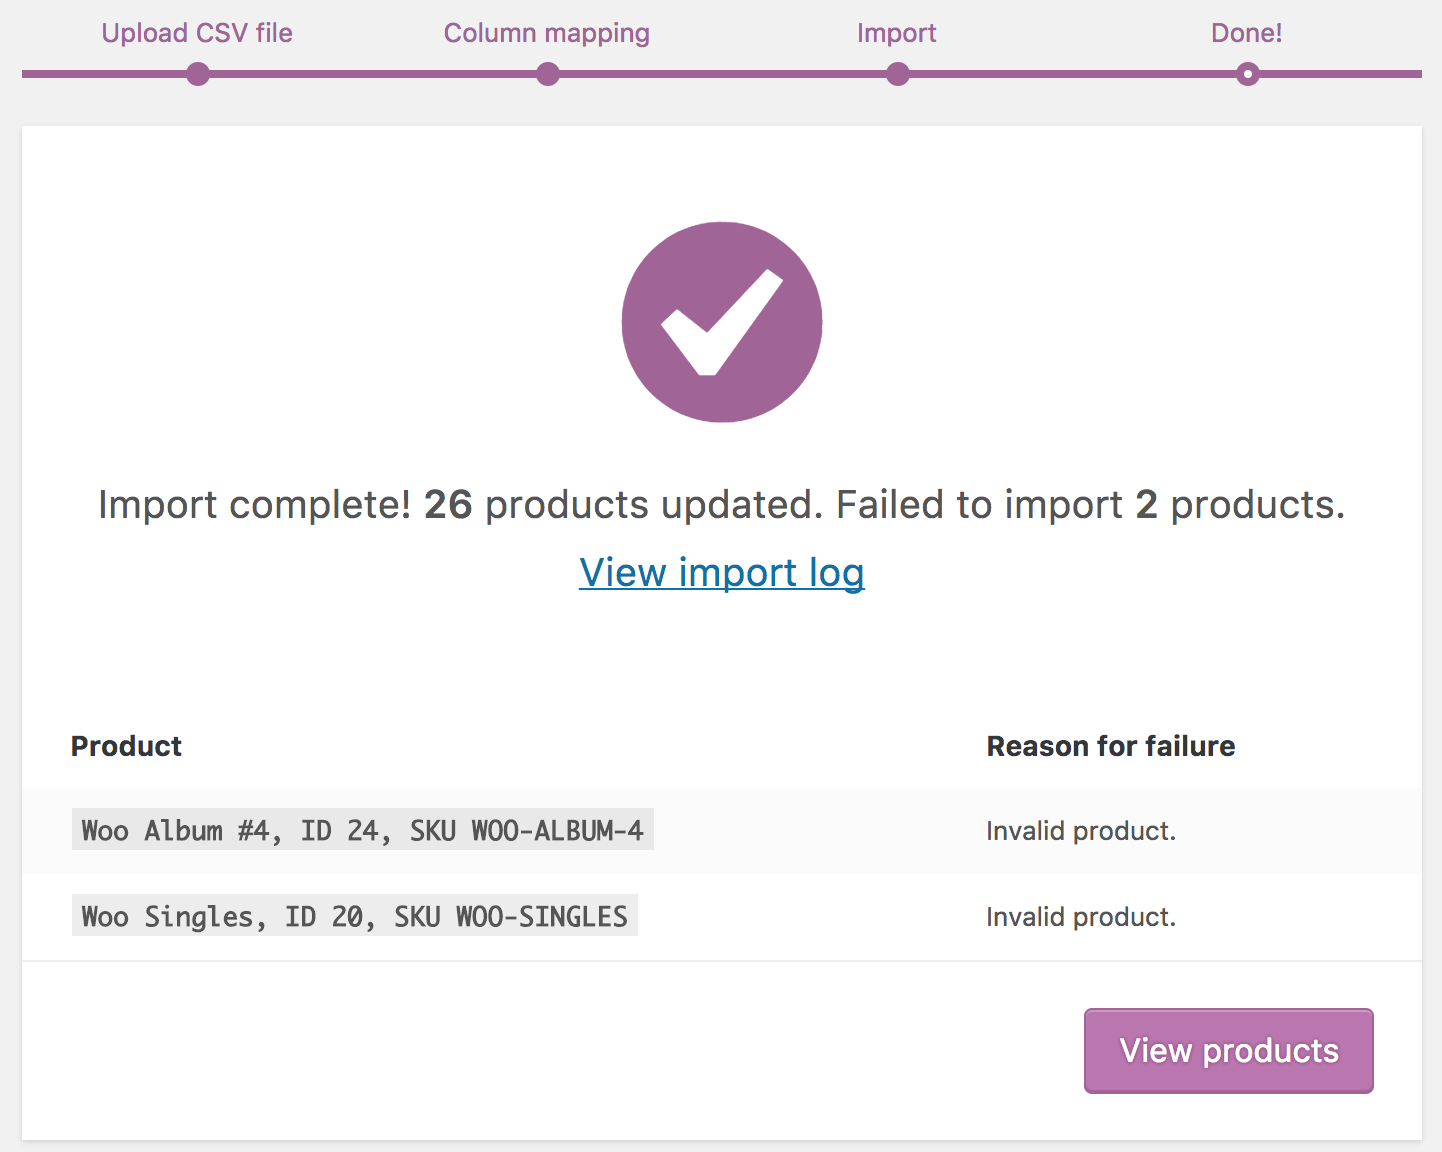 Upload CSV file
Column mapping
Import
Done!
Import complete! 26 products updated. Failed to import 2 products.
View import log
Product Reason for failure
Woo Album #4, ID 24, SKU WOO-ALBUM-4 Invalid product.
Woo Singles, ID 20, SKU WOO-SINGLES Invalid product.
View products